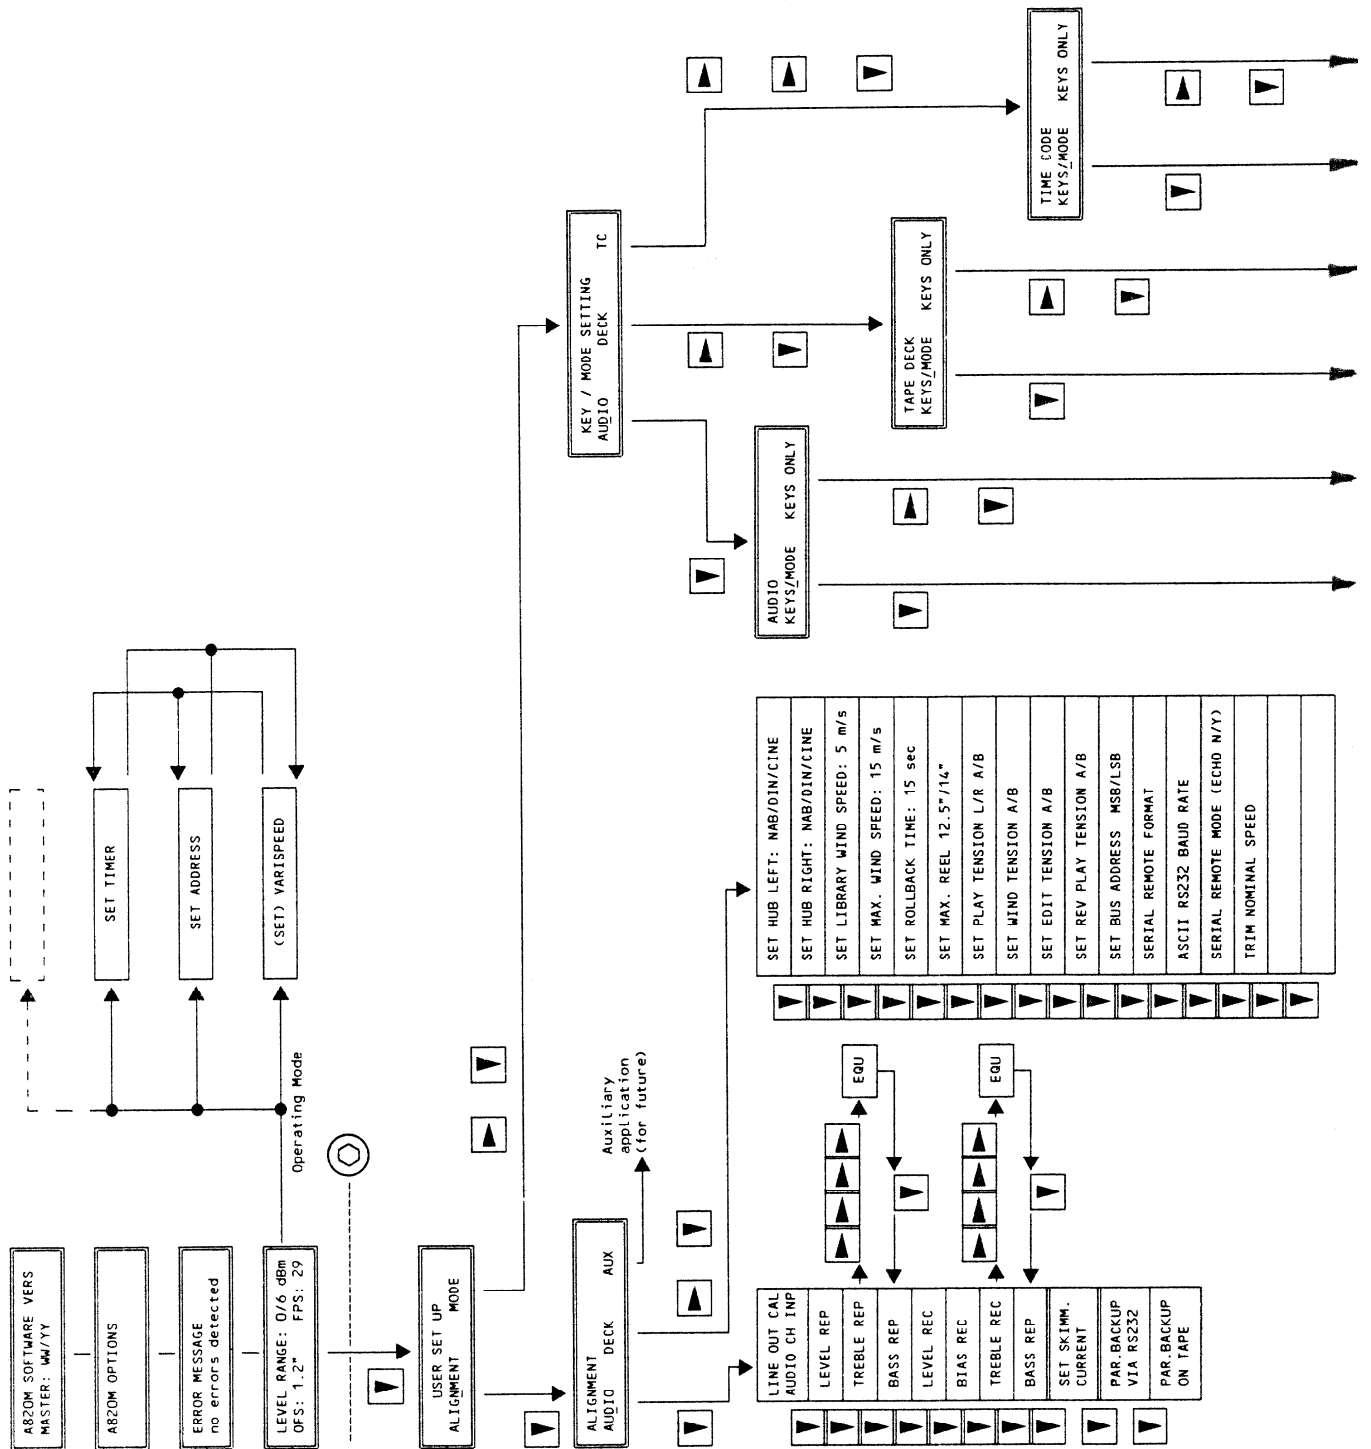 A820M SOFTWARE VERS
MASTER: WW/YY
A820M OPTIONS
ERROR MESSAGE
no errors detected
LEVEL RANGE: 0/6 dBm
OFS: 1.2" FPS: 29
Operating Mode
SET TIMER
SET ADDRESS
(SET) VARISPEED
USER SET UP
ALIGNMENT MODE
ALIGNMENT
AUDIO DECK AUX
Auxiliary
application
(for future)
KEY / MODE SETTING
AUDIO DECK TC
AUDIO
KEYS/MODE KEYS ONLY
TAPE DECK
KEYS/MODE KEYS ONLY
TIME CODE
KEYS/MODE KEYS ONLY
LINE OUT CAL
AUDIO CH INP
LEVEL REP
TREBLE REP
BASS REP
LEVEL REC
BIAS REC
TREBLE REC
BASS REP
SET SKIMM.
CURRENT
PAR.BACKUP
VIA RS232
PAR.BACKUP
ON TAPE
EQU
EQU
SET HUB LEFT: NAB/DIN/CINE
SET HUB RIGHT: NAB/DIN/CINE
SET LIBRARY WIND SPEED: 5 m/s
SET MAX. WIND SPEED: 15 m/s
SET ROLLBACK TIME: 15 sec
SET MAX. REEL 12.5"/14"
SET PLAY TENSION L/R A/B
SET WIND TENSION A/B
SET EDIT TENSION A/B
SET REV PLAY TENSION A/B
SET BUS ADDRESS MSB/LSB
SERIAL REMOTE FORMAT
ASCII RS232 BAUD RATE
SERIAL REMOTE MODE (ECHO N/Y)
TRIM NOMINAL SPEED